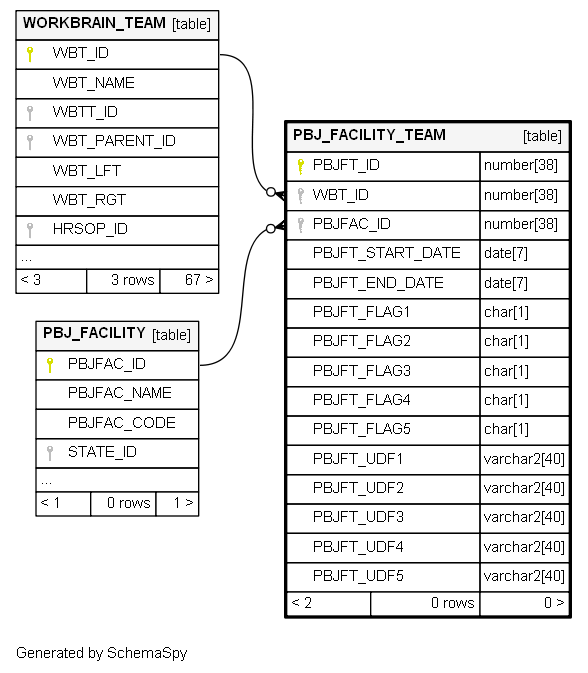 WORKBRAIN_TEAM [table]
WBT_ID
WBT_NAME
WBTT_ID
WBT_PARENT_ID
WBT_LFT
WBT_RGT
HRSOP_ID
...
< 3 3 rows 67 >
PBJ_FACILITY [table]
PBJFAC_ID
PBJFAC_NAME
PBJFAC_CODE
STATE_ID
...
< 1 0 rows 1 >
PBJ_FACILITY_TEAM [table]
PBJFT_ID number[38]
WBT_ID number[38]
PBJFAC_ID number[38]
PBJFT_START_DATE date[7]
PBJFT_END_DATE date[7]
PBJFT_FLAG1 char[1]
PBJFT_FLAG2 char[1]
PBJFT_FLAG3 char[1]
PBJFT_FLAG4 char[1]
PBJFT_FLAG5 char[1]
PBJFT_UDF1 varchar2[40]
PBJFT_UDF2 varchar2[40]
PBJFT_UDF3 varchar2[40]
PBJFT_UDF4 varchar2[40]
PBJFT_UDF5 varchar2[40]
< 2 0 rows 0 >
Generated by SchemaSpy